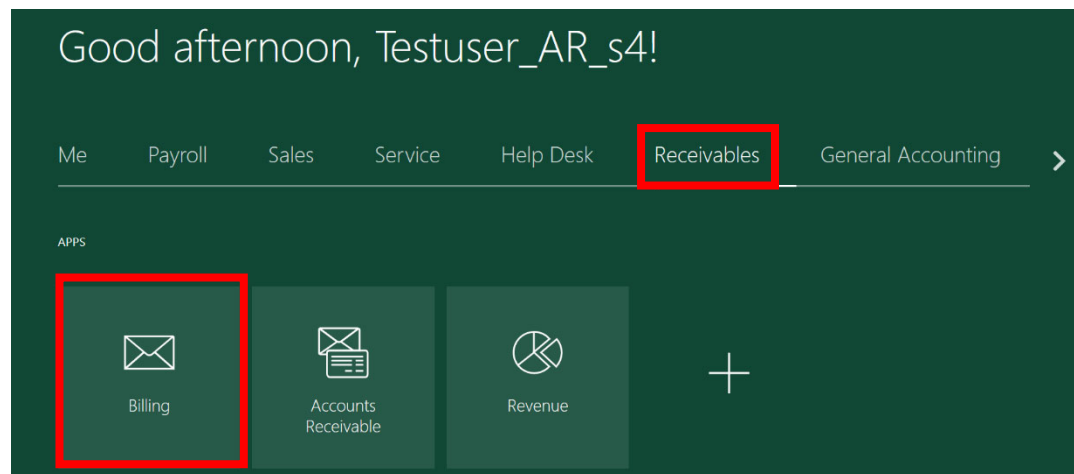 Good afternoon, Testuser_AR_s4!
Me Payroll Sales Service Help Desk Receivables General Accounting
APPS
Billing
Accounts
Receivable
Revenue